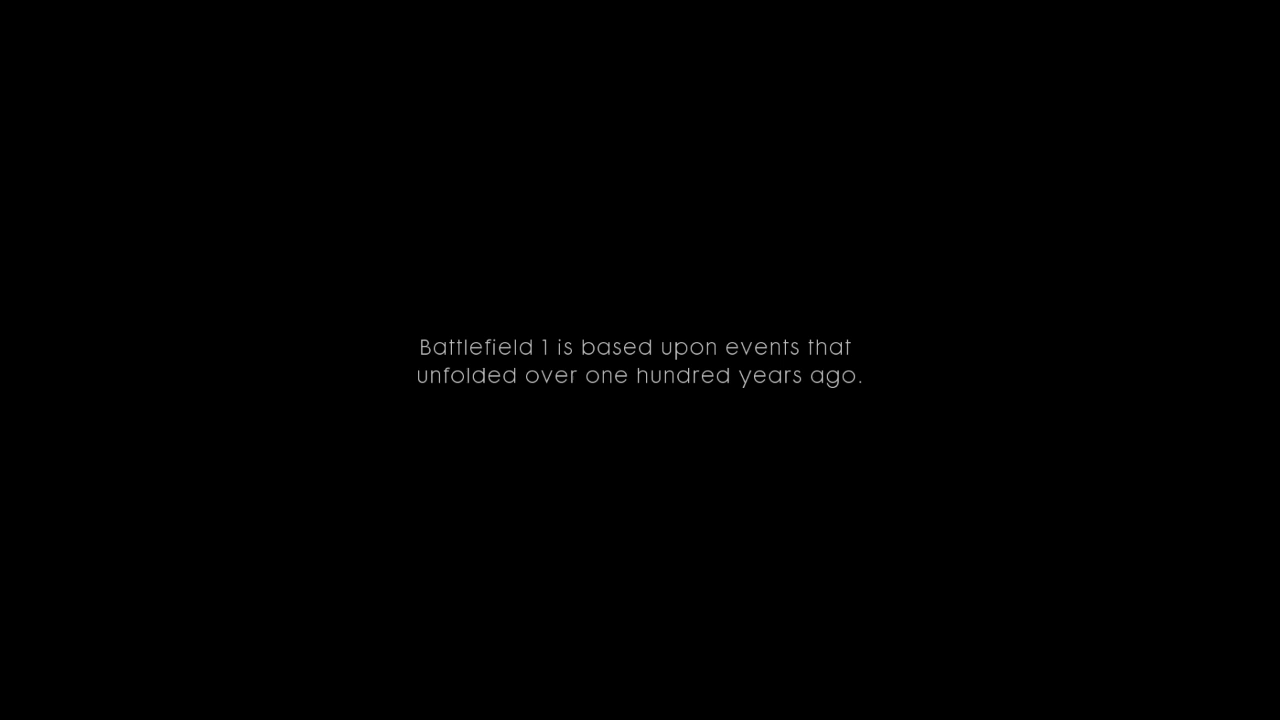 Battlefield 1 is based upon events that
unfolded over one hundred years ago.